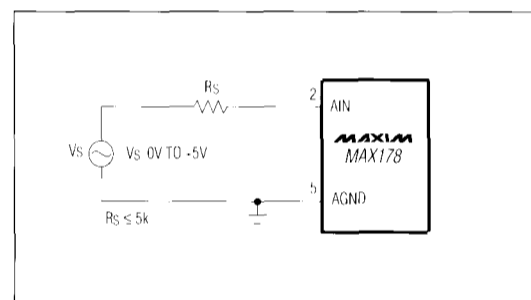 RS
2
AIN
MAXIM
MAX178
VS
VS 0V TO +5V
5
AGND
RS ≤ 5k